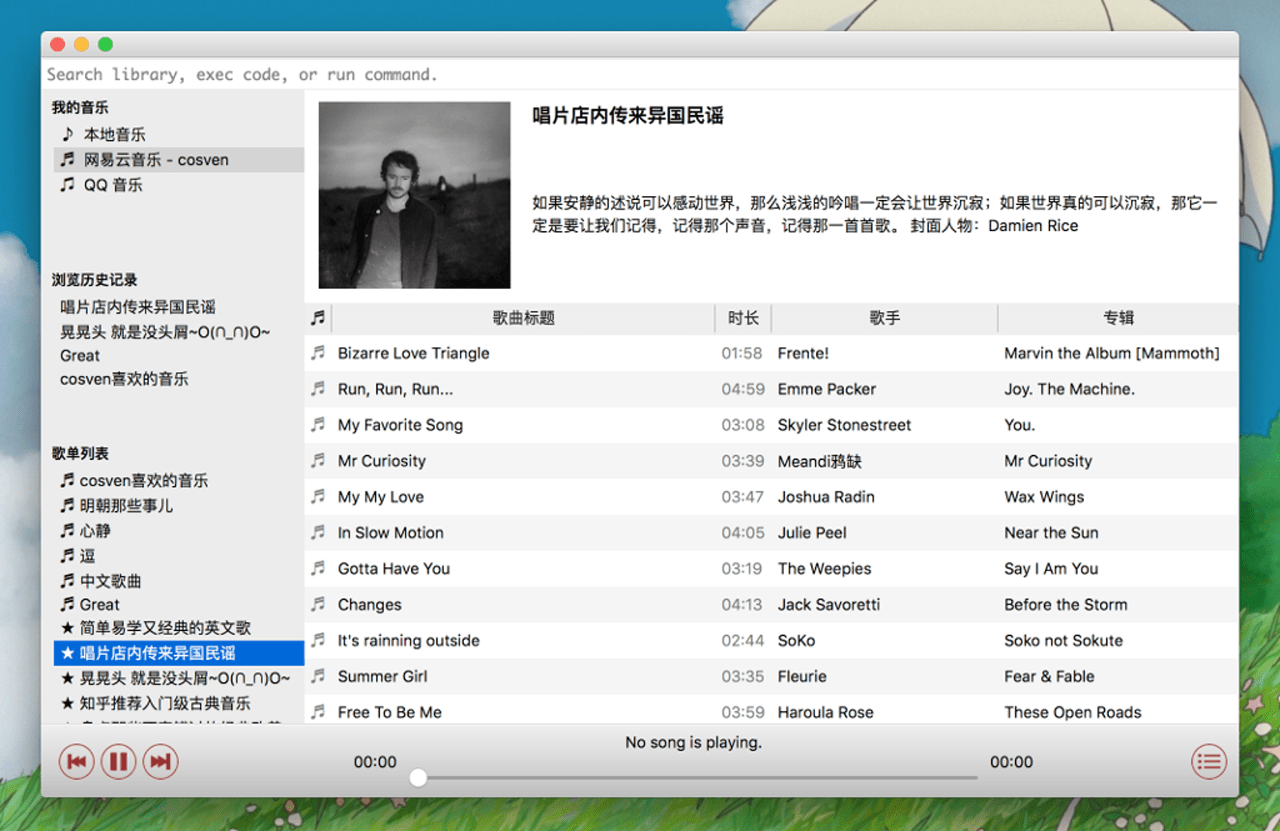 Search library, exec code, or run command.
我的音乐
本地音乐
网易云音乐 - cosven
QQ 音乐
浏览历史记录
唱片店内传来异国民谣
晃晃头 就是没头屑~O(∩_∩)O~
Great
cosven喜欢的音乐
歌单列表
cosven喜欢的音乐
明朝那些事儿
心静
逗
中文歌曲
Great
★ 简单易学又经典的英文歌
★ 唱片店内传来异国民谣
★ 晃晃头 就是没头屑~O(∩_∩)O~
★ 知乎推荐入门级古典音乐
唱片店内传来异国民谣
如果安静的述说可以感动世界，那么浅浅的吟唱一定会让世界沉寂；如果世界真的可以沉寂，那它一
定是要让我们记得，记得那个声音，记得那一首首歌。 封面人物：Damien Rice
歌曲标题 时长 歌手 专辑
Bizarre Love Triangle 01:58 Frente! Marvin the Album [Mammoth]
Run, Run, Run... 04:59 Emme Packer Joy. The Machine.
My Favorite Song 03:08 Skyler Stonestreet You.
Mr Curiosity 03:39 Meandi鸦缺 Mr Curiosity
My My Love 03:47 Joshua Radin Wax Wings
In Slow Motion 04:05 Julie Peel Near the Sun
Gotta Have You 03:19 The Weepies Say I Am You
Changes 04:13 Jack Savoretti Before the Storm
It's rainning outside 02:44 SoKo Soko not Sokute
Summer Girl 03:35 Fleurie Fear & Fable
Free To Be Me 03:59 Haroula Rose These Open Roads
No song is playing.
00:00 00:00